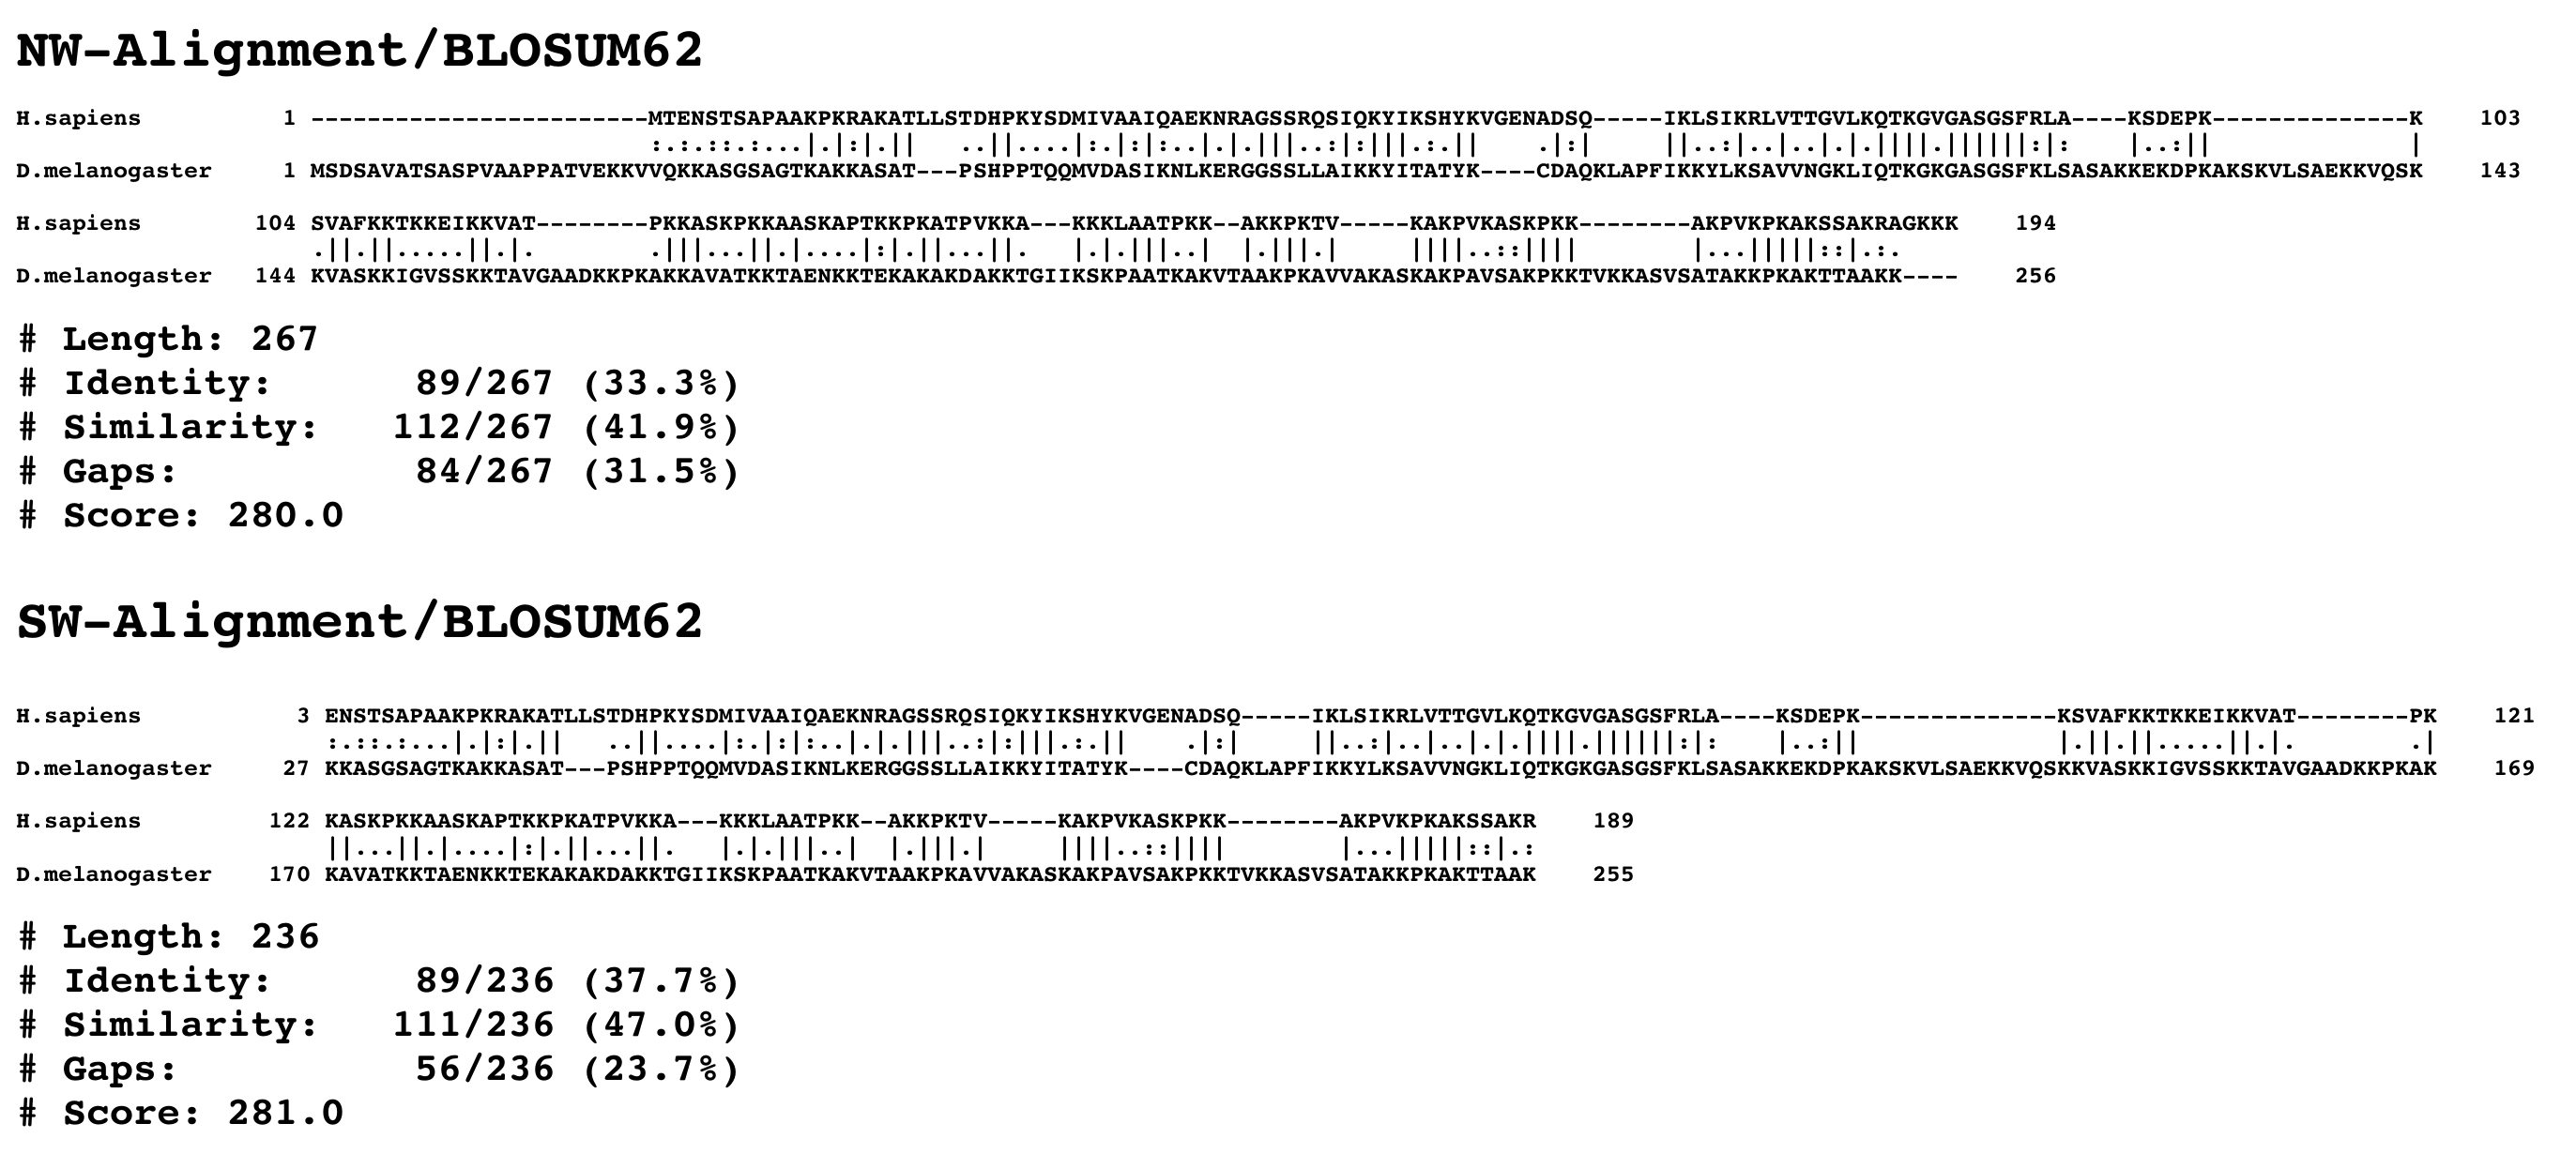 NW-Alignment/BLOSUM62
H.sapiens 1 ------------------------MTENSTSAPAAKPKRAKATLLSTDHPKYSDMIVAAIQAEKNRAGSSRQSIQKYIKSHYKVGENADSQ-----IKLSIKRLVTTGVLKQTKGVGASGSFRLA----KSDEPK--------------K 103
:.:.::.:...|.|:|.||   ..||....|:.|:|:..|.|.|||..:|:|||.:.||    .|:|     ||..:|..|..|.|.||||.||||||:|:    |..:||              |
D.melanogaster 1 MSDSAVATSASPVAAPPATVEKKVVQKKASGSAGTKAKKASAT---PSHPPTQQMVDASIKNLKERGGSSLLAIKKYITATYK----CDAQKLAPFIKKYLKSAVVNGKLIQTKGKGASGSFKLSASAKKEKDPKAKSKVLSAEKKVQSK 143
H.sapiens 104 SVAFKKTKKEIKKVAT--------PKKASKPKKAASKAPTKKPKATPVKKA---KKKLAATPKK--AKKPKTV-----KAKPVKASKPKK--------AKPVKPKAKSSAKRAGKKK 194
.||.||.....||.|.        .|||...||.|....|:|.||...||.   |.|.|||..|  |.|||.|     ||||..::||||        |...|||||::|.:.
D.melanogaster 144 KVASKKIGVSSKKTAVGAADKKPKAKKAVATKKTAENKKTEKAKAKDAKKTGIIKSKPAATKAKVTAAKPKAVVAKASKAKPAVSAKPKKTVKKASVSATAKKPKAKTTAAKK---- 256
# Length: 267
# Identity: 89/267 (33.3%)
# Similarity: 112/267 (41.9%)
# Gaps: 84/267 (31.5%)
# Score: 280.0
SW-Alignment/BLOSUM62
H.sapiens 3 ENSTSAPAAKPKRAKATLLSTDHPKYSDMIVAAIQAEKNRAGSSRQSIQKYIKSHYKVGENADSQ-----IKLSIKRLVTTGVLKQTKGVGASGSFRLA----KSDEPK--------------KSVAFKKTKKEIKKVAT--------PK 121
:.::.:...|.|:|.||   ..||....|:.|:|:..|.|.|||..:|:|||.:.||    .|:|     ||..:|..|..|.|.||||.||||||:|:    |..:||              |.||.||.....||.|.        .|
D.melanogaster 27 KKASGSAGTKAKKASAT---PSHPPTQQMVDASIKNLKERGGSSLLAIKKYITATYK----CDAQKLAPFIKKYLKSAVVNGKLIQTKGKGASGSFKLSASAKKEKDPKAKSKVLSAEKKVQSKKVASKKIGVSSKKTAVGAADKKPKAK 169
H.sapiens 122 KASKPKKAASKAPTKKPKATPVKKA---KKKLAATPKK--AKKPKTV-----KAKPVKASKPKK--------AKPVKPKAKSSAKR 189
||...||.|....|:|.||...||.   |.|.|||..|  |.|||.|     ||||..::||||        |...|||||::|.:
D.melanogaster 170 KAVATKKTAENKKTEKAKAKDAKKTGIIKSKPAATKAKVTAAKPKAVVAKASKAKPAVSAKPKKTVKKASVSATAKKPKAKTTAAK 255
# Length: 236
# Identity: 89/236 (37.7%)
# Similarity: 111/236 (47.0%)
# Gaps: 56/236 (23.7%)
# Score: 281.0